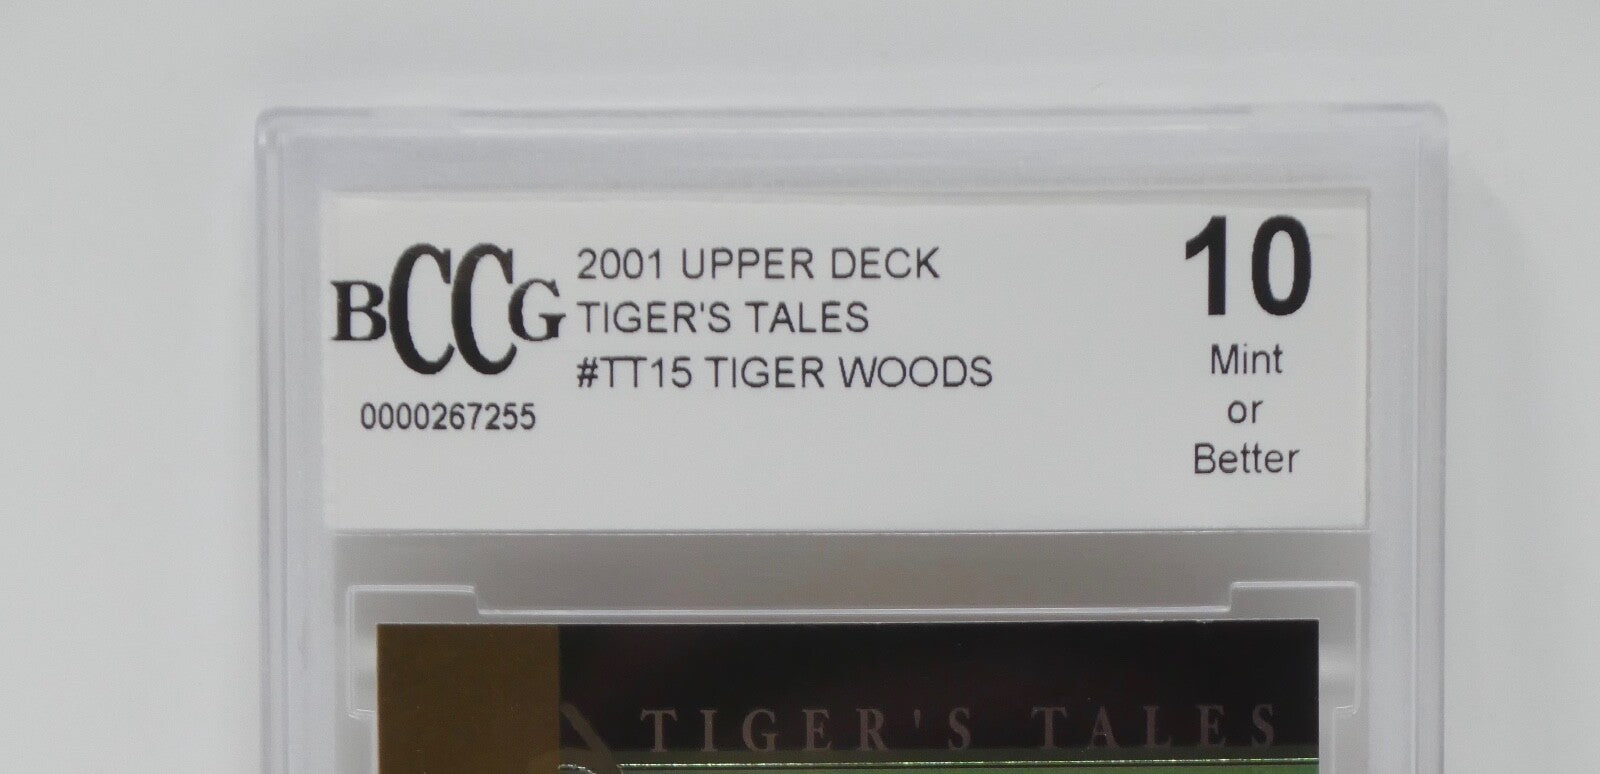 BCCG
0000267255
2001 UPPER DECK
TIGER'S TALES
#TT15 TIGER WOODS
10
Mint
or
Better
TIGER'S TALES